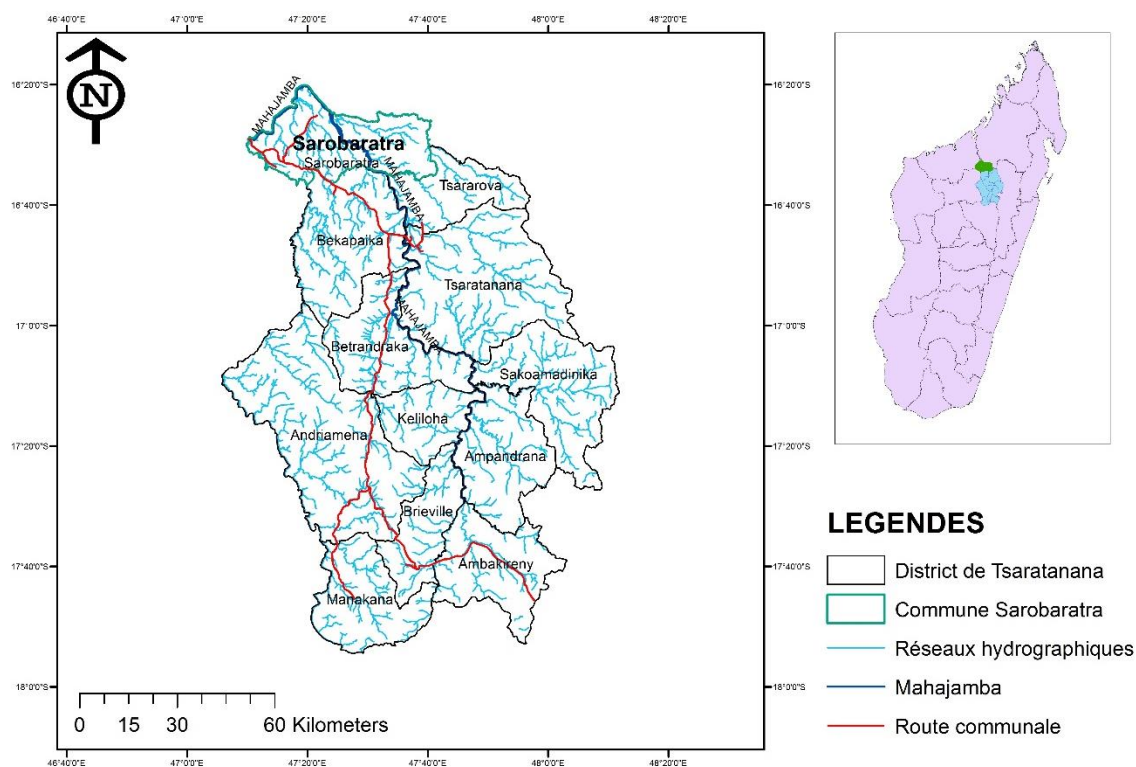 46°40'0"E 47°0'0"E 47°20'0"E 47°40'0"E 48°0'0"E 48°20'0"E
N
16°20'0"S 16°20'0"S
MAHAJAMBA
Sarobaratra
Sarobaratra
MAHAJAMBA
Tsararova
16°40'0"S 16°40'0"S
Bekapaika
Tsaratanana
MAHAJAMBA
17°0'0"S 17°0'0"S
Betrandraka
Sakoamadinika
Keliloha
Andriamena
17°20'0"S 17°20'0"S
Ampandrana
Brieville
Ambakireny
17°40'0"S 17°40'0"S
Manakana
18°0'0"S 18°0'0"S
0 15 30 60 Kilometers
46°40'0"E 47°0'0"E 47°20'0"E 47°40'0"E 48°0'0"E 48°20'0"E
LEGENDES
District de Tsaratanana
Commune Sarobaratra
Réseaux hydrographiques
Mahajamba
Route communale